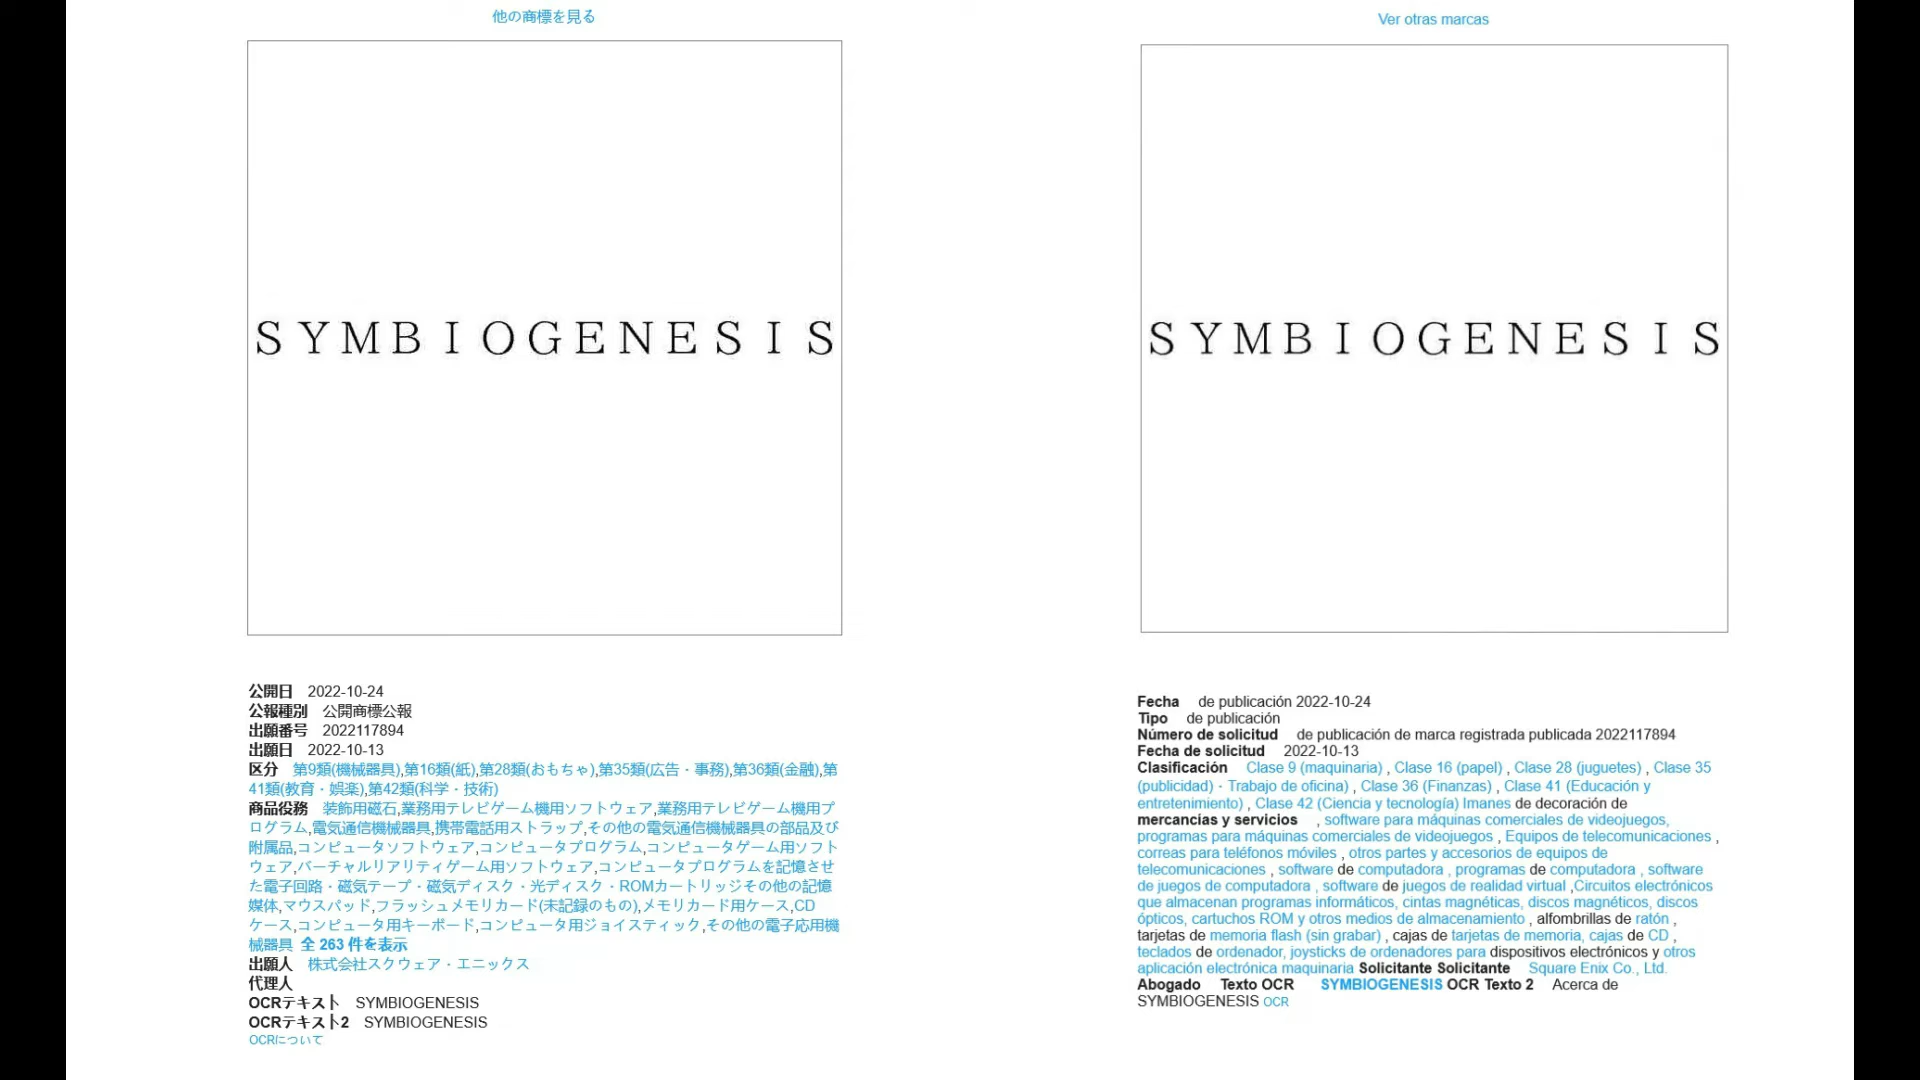 他の商標を見る
SYMBIOGENESIS
公開日 2022-10-24
公報種別 公開商標公報
出願番号 2022117894
出願日 2022-10-13
区分 第9類(機械器具),第16類(紙),第28類(おもちゃ),第35類(広告・事務),第36類(金融),第
41類(教育・娯楽),第42類(科学・技術)
商品役務 装飾用磁石,業務用テレビゲーム機用ソフトウェア,業務用テレビゲーム機用プ
ログラム,電気通信機械器具,携帯電話用ストラップ,その他の電気通信機械器具の部品及び
附属品,コンピュータソフトウェア,コンピュータプログラム,コンピュータゲーム用ソフト
ウェア,バーチャルリアリティゲーム用ソフトウェア,コンピュータプログラムを記憶させ
た電子回路・磁気テープ・磁気ディスク・光ディスク・ROMカートリッジその他の記憶
媒体,マウスパッド,フラッシュメモリカード(未記録のもの),メモリカード用ケース,CD
ケース,コンピュータ用キーボード,コンピュータ用ジョイスティック,その他の電子応用機
械器具 全 263 件を表示
出願人 株式会社スクウェア・エニックス
代理人
OCRテキスト SYMBIOGENESIS
OCRテキスト2 SYMBIOGENESIS
OCRについて
Ver otras marcas
SYMBIOGENESIS
Fecha de publicación 2022-10-24
Tipo de publicación
Número de solicitud de publicación de marca registrada publicada 2022117894
Fecha de solicitud 2022-10-13
Clasificación Clase 9 (maquinaria) , Clase 16 (papel) , Clase 28 (juguetes) , Clase 35
(publicidad)・Trabajo de oficina) , Clase 36 (Finanzas) , Clase 41 (Educación y
entretenimiento) , Clase 42 (Ciencia y tecnología) Imanes de decoración de
mercancías y servicios , software para máquinas comerciales de videojuegos,
programas para máquinas comerciales de videojuegos , Equipos de telecomunicaciones ,
correas para teléfonos móviles , otros partes y accesorios de equipos de
telecomunicaciones , software de computadora , programas de computadora , software
de juegos de computadora , software de juegos de realidad virtual ,Circuitos electrónicos
que almacenan programas informáticos, cintas magnéticas, discos magnéticos, discos
ópticos, cartuchos ROM y otros medios de almacenamiento , alfombrillas de ratón ,
tarjetas de memoria flash (sin grabar) , cajas de tarjetas de memoria, cajas de CD ,
teclados de ordenador, joysticks de ordenadores para dispositivos electrónicos y otros
aplicación electrónica maquinaria Solicitante Solicitante Square Enix Co., Ltd.
Abogado Texto OCR SYMBIOGENESIS OCR Texto 2 Acerca de
SYMBIOGENESIS OCR